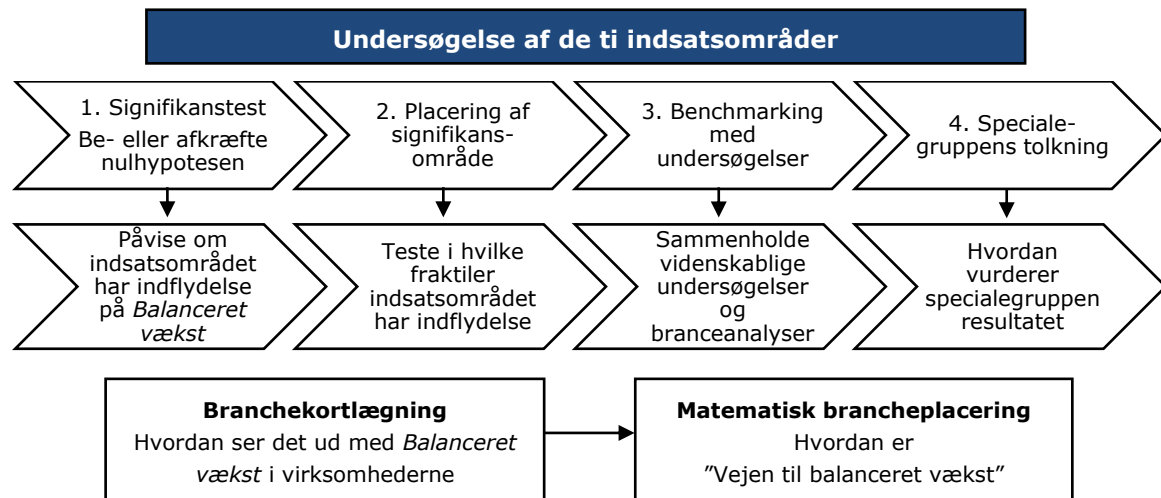 Undersøgelse af de ti indsatsområder
1. Signifikanstest
Be- eller afkræfte
nulhypotesen
2. Placering af
signifikans-
område
3. Benchmarking
med
undersøgelser
4. Speciale-
gruppens tolkning
Påvise om
indsatsområdet
har indflydelse
på Balanceret
vækst
Teste i hvilke
fraktiler
indsatsområdet
har indflydelse
Sammenholde
videnskablige
undersøgelser
og
branceanalyser
Hvordan
vurderer
specialegruppen
resultatet
Branchekortlægning
Hvordan ser det ud med Balanceret
vækst i virksomhederne
Matematisk brancheplacering
Hvordan er
”Vejen til balanceret vækst”